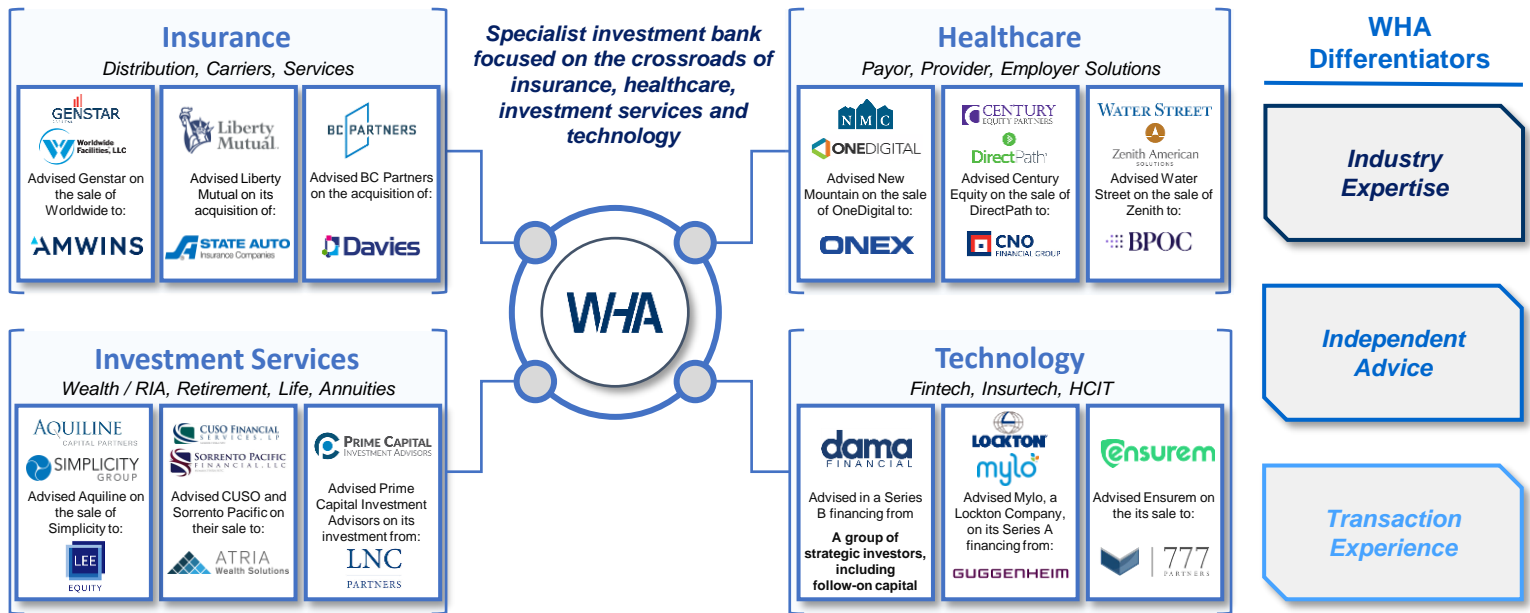 Insurance
Distribution, Carriers, Services
GENSTAR
CAPITAL
Worldwide
Facilities, LLC
Advised Genstar on
the sale of
Worldwide to:
AMWINS
Liberty
Mutual
Advised Liberty
Mutual on its
acquisition of:
STATE AUTO
Insurance Companies
BC PARTNERS
Advised BC Partners
on the acquisition of:
Davies
Specialist investment bank
focused on the crossroads of
insurance, healthcare,
investment services and
technology
Healthcare
Payor, Provider, Employer Solutions
NMC
ONEDIGITAL
Advised New
Mountain on the sale
of OneDigital to:
ONEX
CENTURY
EQUITY PARTNERS
DirectPath
Advised Century
Equity on the sale of
DirectPath to:
CNO
FINANCIAL GROUP
WATER STREET
Zenith American
SOLUTIONS
Advised Water
Street on the sale of
Zenith to:
BPOC
WHA
Differentiators
Industry
Expertise
Independent
Advice
Transaction
Experience
WHA
Investment Services
Wealth / RIA, Retirement, Life, Annuities
AQUILINE
CAPITAL PARTNERS
SIMPLICITY
GROUP
Advised Aquiline on
the sale of
Simplicity to:
LEE
EQUITY
CUSO FINANCIAL
SERVICES, LP
SORRENTO PACIFIC
FINANCIAL, LLC
Advised CUSO and
Sorrento Pacific on
their sale to:
ATRIA
Wealth Solutions
PRIME CAPITAL
INVESTMENT ADVISORS
Advised Prime
Capital Investment
Advisors on its
investment from:
LNC
PARTNERS
Technology
Fintech, Insurtech, HCIT
dama
FINANCIAL
Advised in a Series
B financing from
A group of
strategic investors,
including
follow-on capital
LOCKTON
mylo
Advised Mylo, a
Lockton Company,
on its Series A
financing from:
GUGGENHEIM
ensurem
Advised Ensurem on
the its sale to:
777
PARTNERS